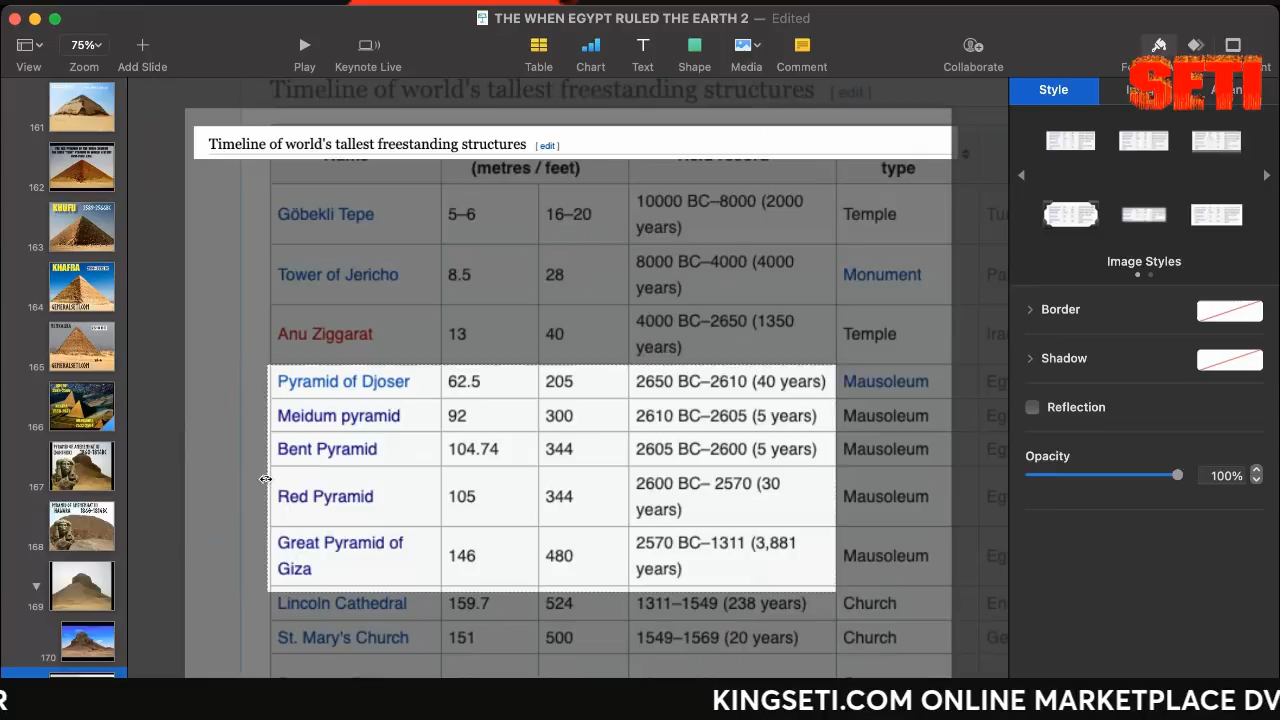 THE WHEN EGYPT RULED THE EARTH 2 — Edited
75%
View
Zoom
Add Slide
Play
Keynote Live
Table
Chart
Text
Shape
Media
Comment
Collaborate
SETI
Style
Timeline of world's tallest freestanding structures [ edit ]
Timeline of world's tallest freestanding structures [ edit ]
(metres / feet)
type
Göbekli Tepe 5–6 16–20 10000 BC–8000 (2000
years) Temple
Tower of Jericho 8.5 28 8000 BC–4000 (4000
years) Monument
Anu Ziggarat 13 40 4000 BC–2650 (1350
years) Temple
Pyramid of Djoser 62.5 205 2650 BC–2610 (40 years) Mausoleum
Meidum pyramid 92 300 2610 BC–2605 (5 years) Mausoleum
Bent Pyramid 104.74 344 2605 BC–2600 (5 years) Mausoleum
Red Pyramid 105 344 2600 BC– 2570 (30
years) Mausoleum
Great Pyramid of
Giza 146 480 2570 BC–1311 (3,881
years) Mausoleum
Lincoln Cathedral 159.7 524 1311–1549 (238 years) Church
St. Mary's Church 151 500 1549–1569 (20 years) Church
161
162
163
KHUFU
164
KHAFRA
GENERALSETI.COM
165
GENERALSETI.COM
166
167
168
169
170
Image Styles
Border
Shadow
Reflection
Opacity
100%
R
KINGSETI.COM ONLINE MARKETPLACE DV